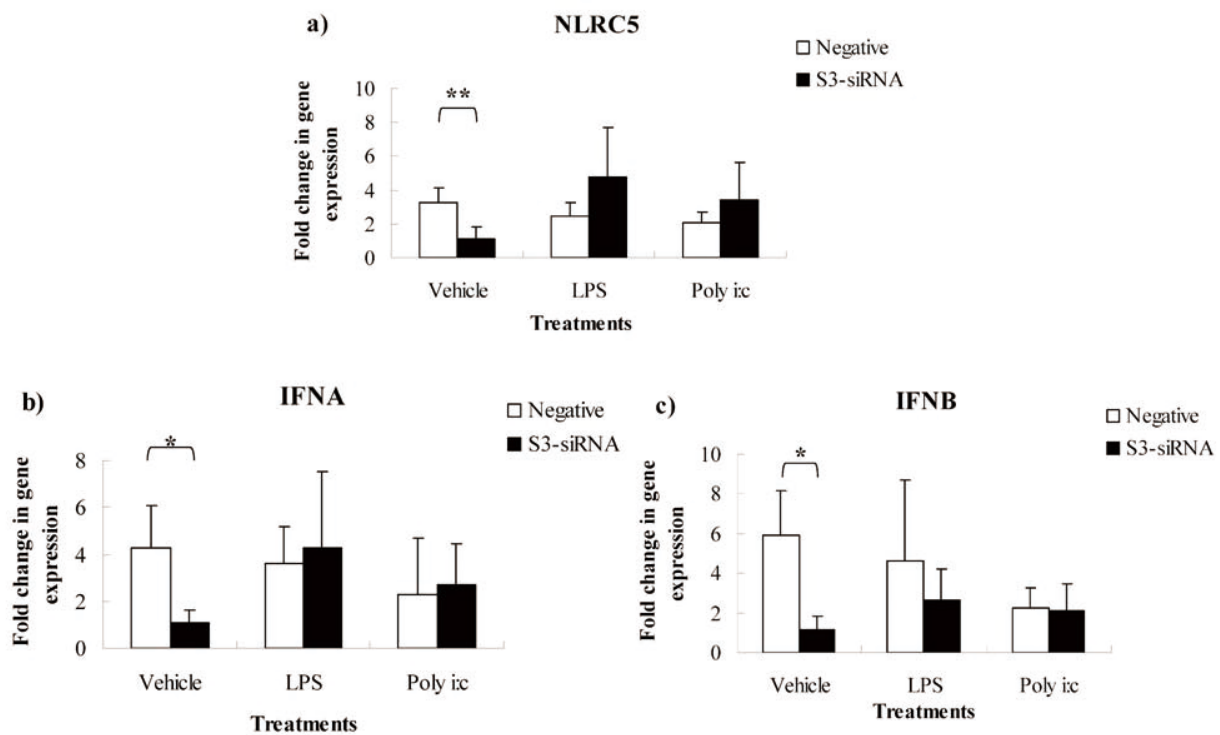 a)
NLRC5
Negative
S3-siRNA
Fold change in gene
expression
10
8
6
4
2
0
**
Vehicle
LPS
Poly i:c
Treatments
b)
IFNA
Negative
S3-siRNA
Fold change in gene
expression
8
6
4
2
0
*
Vehicle
LPS
Poly i:c
Treatments
c)
IFNB
Negative
S3-siRNA
Fold change in gene
expression
10
8
6
4
2
0
*
Vehicle
LPS
Poly i:c
Treatments